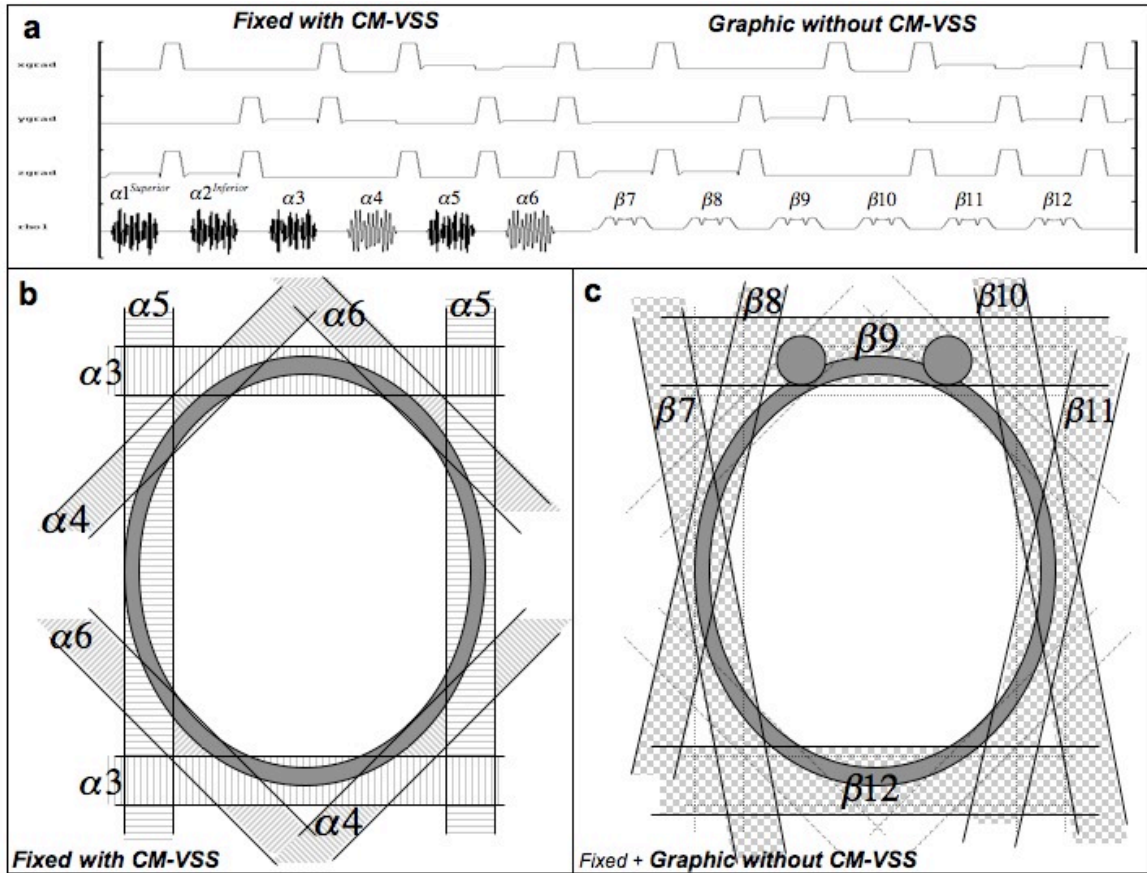 a
Fixed with CM-VSS
Graphic without CM-VSS
xgrad
ygrad
zgrad
α1Superior α2Inferior α3 α4 α5 α6 β7 β8 β9 β10 β11 β12
rho1
b
α5 α5
α6
α3
α4
α6
α3
α4
Fixed with CM-VSS
c
β8 β10
β9
β7 β11
β12
Fixed + Graphic without CM-VSS